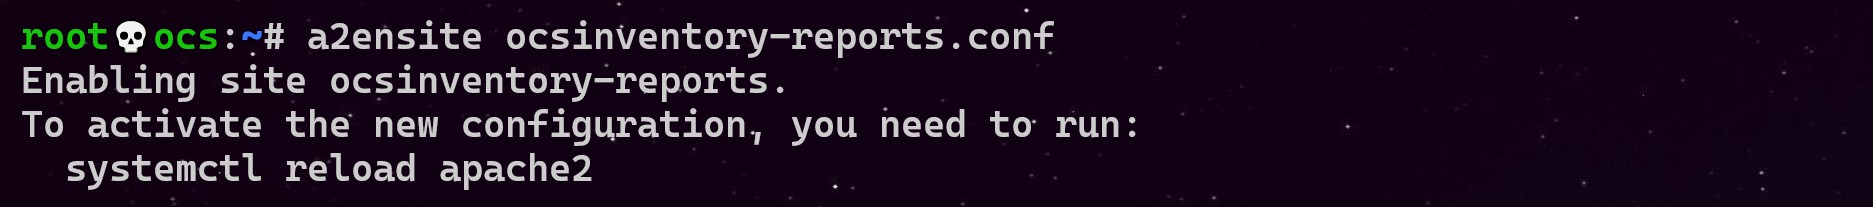 root💀ocs:~# a2ensite ocsinventory-reports.conf
Enabling site ocsinventory-reports.
To activate the new configuration, you need to run:
  systemctl reload apache2